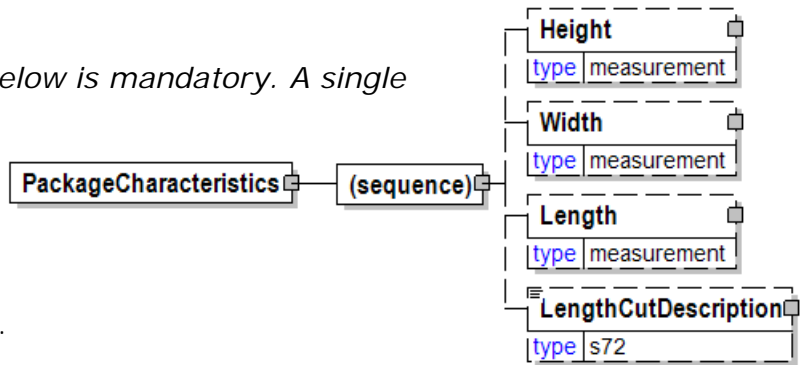 elow is mandatory. A single
.
PackageCharacteristics
(sequence)
Height
type measurement
Width
type measurement
Length
type measurement
LengthCutDescription
type s72